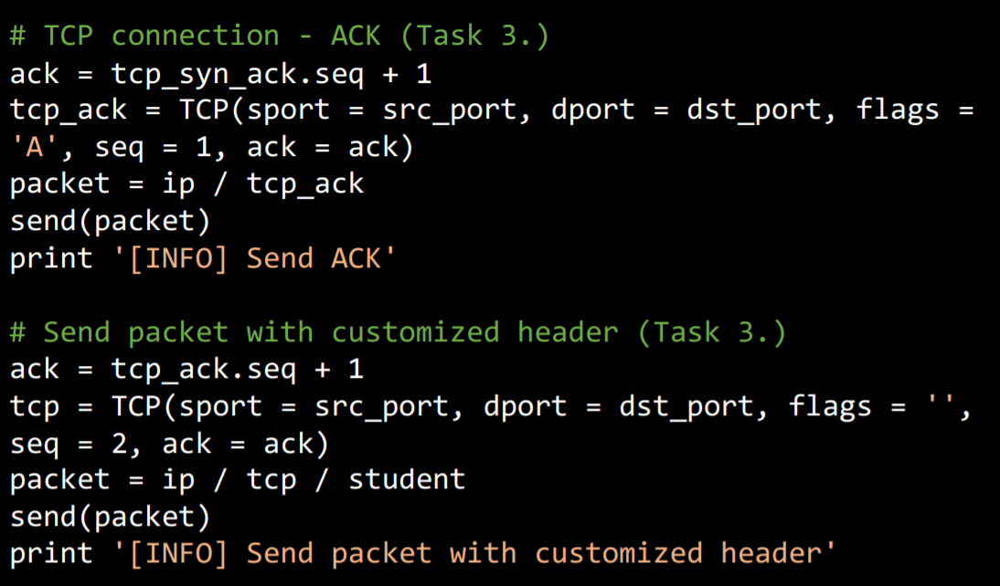 # TCP connection - ACK (Task 3.)
ack = tcp_syn_ack.seq + 1
tcp_ack = TCP(sport = src_port, dport = dst_port, flags =
'A', seq = 1, ack = ack)
packet = ip / tcp_ack
send(packet)
print '[INFO] Send ACK'

# Send packet with customized header (Task 3.)
ack = tcp_ack.seq + 1
tcp = TCP(sport = src_port, dport = dst_port, flags = '',
seq = 2, ack = ack)
packet = ip / tcp / student
send(packet)
print '[INFO] Send packet with customized header'